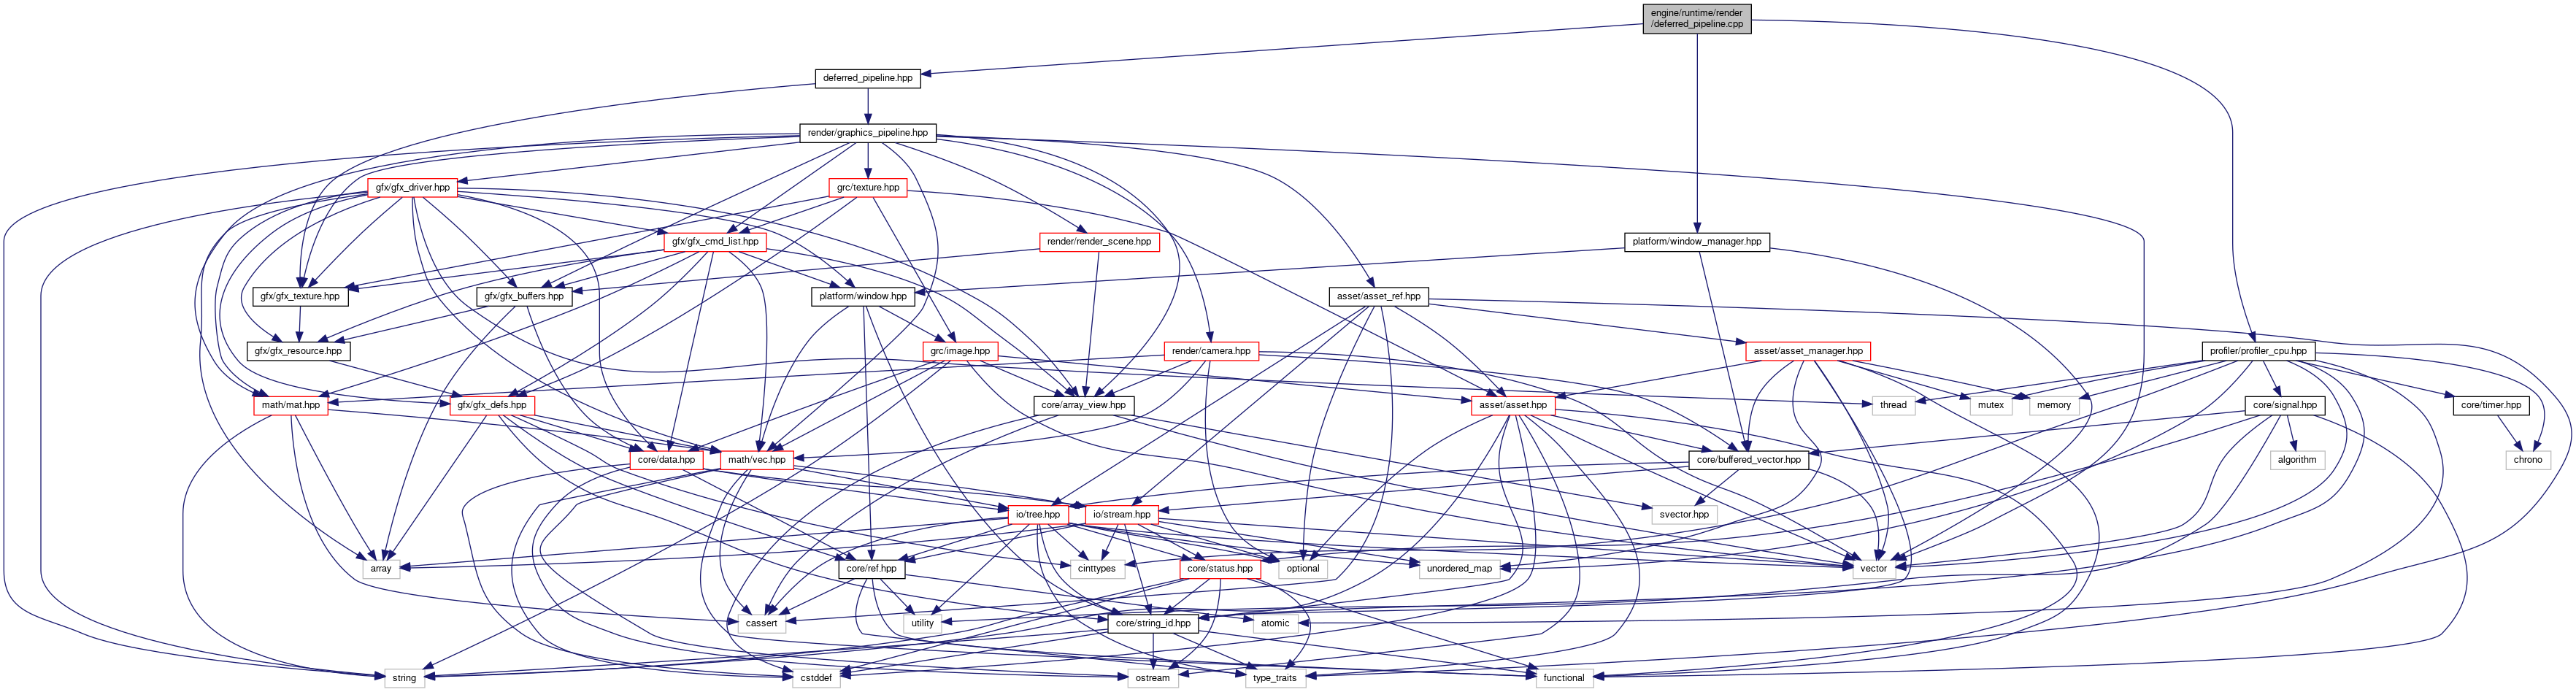 engine/runtime/render
/deferred_pipeline.cpp
deferred_pipeline.hpp
render/graphics_pipeline.hpp
gfx/gfx_driver.hpp
grc/texture.hpp
gfx/gfx_cmd_list.hpp
render/render_scene.hpp
platform/window_manager.hpp
gfx/gfx_texture.hpp
gfx/gfx_buffers.hpp
platform/window.hpp
asset/asset_ref.hpp
gfx/gfx_resource.hpp
grc/image.hpp
render/camera.hpp
asset/asset_manager.hpp
profiler/profiler_cpu.hpp
math/mat.hpp
gfx/gfx_defs.hpp
core/array_view.hpp
asset/asset.hpp
thread
mutex
memory
core/signal.hpp
core/timer.hpp
core/data.hpp
math/vec.hpp
core/buffered_vector.hpp
algorithm
chrono
io/tree.hpp
io/stream.hpp
svector.hpp
array
core/ref.hpp
cinttypes
core/status.hpp
optional
unordered_map
vector
cassert
utility
core/string_id.hpp
atomic
string
cstddef
ostream
type_traits
functional